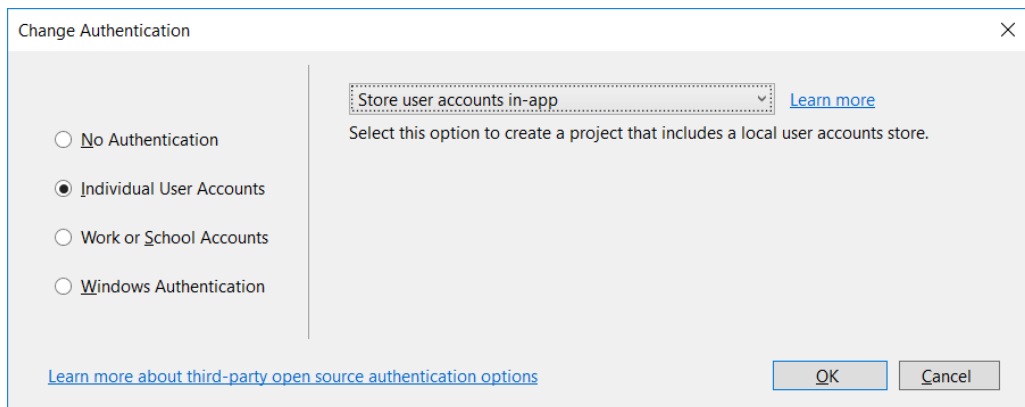 Change Authentication
Store user accounts in-app
Learn more
Select this option to create a project that includes a local user accounts store.
No Authentication
Individual User Accounts
Work or School Accounts
Windows Authentication
Learn more about third-party open source authentication options
OK
Cancel